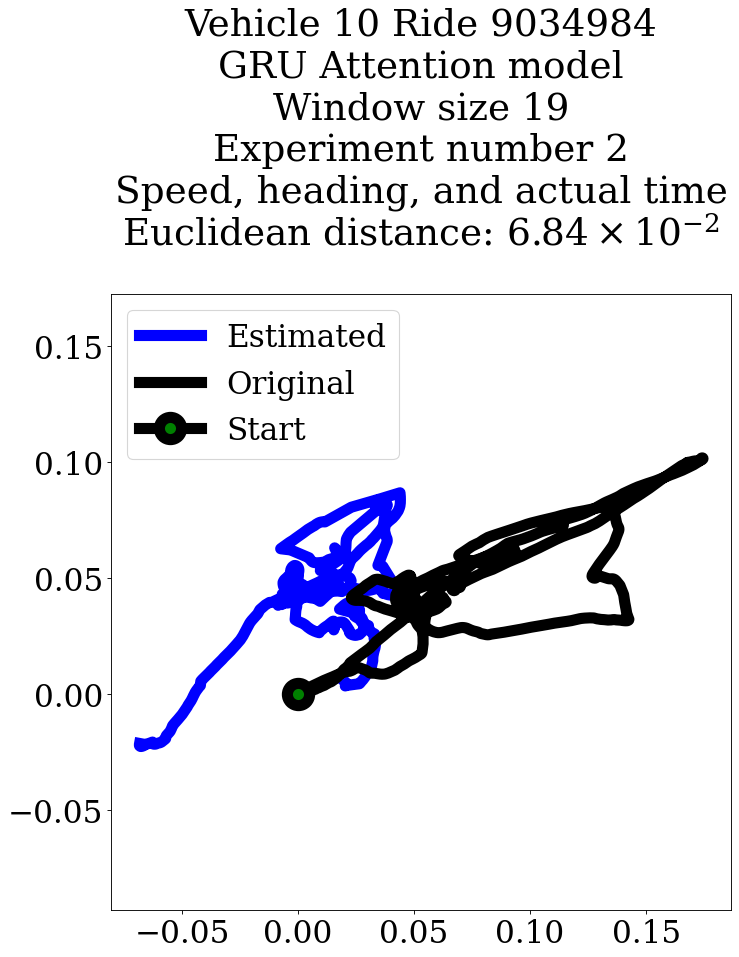 Vehicle 10 Ride 9034984
GRU Attention model
Window size 19
Experiment number 2
Speed, heading, and actual time
Euclidean distance: 6.84 × 10⁻²
Estimated
Original
Start
0.15
0.10
0.05
0.00
−0.05
−0.05 0.00 0.05 0.10 0.15